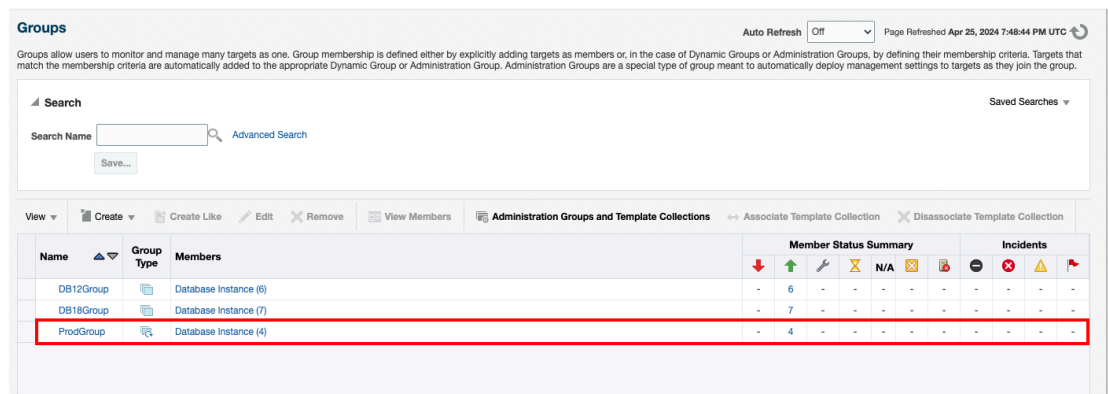 Groups
Auto Refresh Off Page Refreshed Apr 25, 2024 7:48:44 PM UTC
Groups allow users to monitor and manage many targets as one. Group membership is defined either by explicitly adding targets as members or, in the case of Dynamic Groups or Administration Groups, by defining their membership criteria. Targets that
match the membership criteria are automatically added to the appropriate Dynamic Group or Administration Group. Administration Groups are a special type of group meant to automatically deploy management settings to targets as they join the group.
Search
Saved Searches
Search Name Advanced Search
Save...
View Create Create Like Edit Remove View Members Administration Groups and Template Collections Associate Template Collection Disassociate Template Collection
Name Group Type Members Member Status Summary Incidents
N/A
DB12Group Database Instance (6) - 6 - - - - - - - - -
DB18Group Database Instance (7) - 7 - - - - - - - - -
ProdGroup Database Instance (4) - 4 - - - - - - - - -